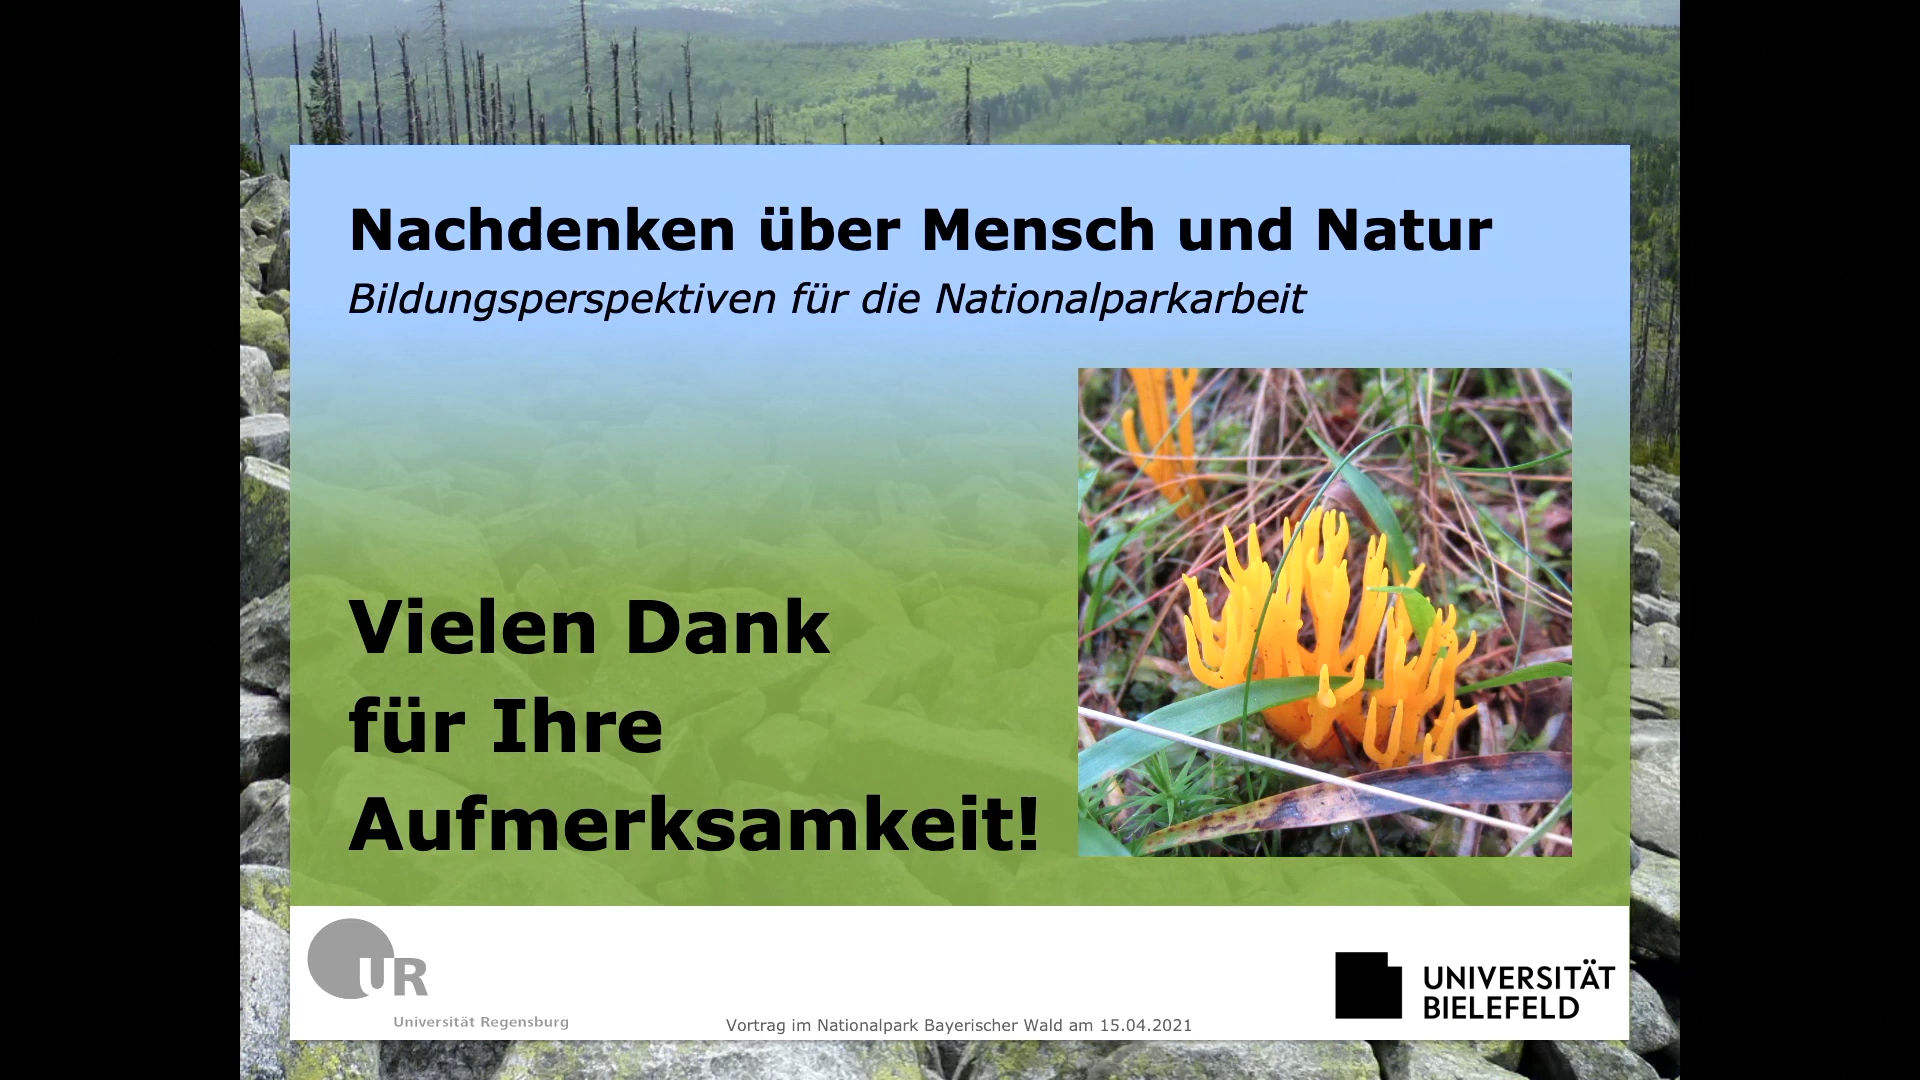 Nachdenken über Mensch und Natur
Bildungsperspektiven für die Nationalparkarbeit
Vielen Dank
für Ihre
Aufmerksamkeit!
UR
Universität Regensburg
Vortrag im Nationalpark Bayerischer Wald am 15.04.2021
UNIVERSITÄT
BIELEFELD